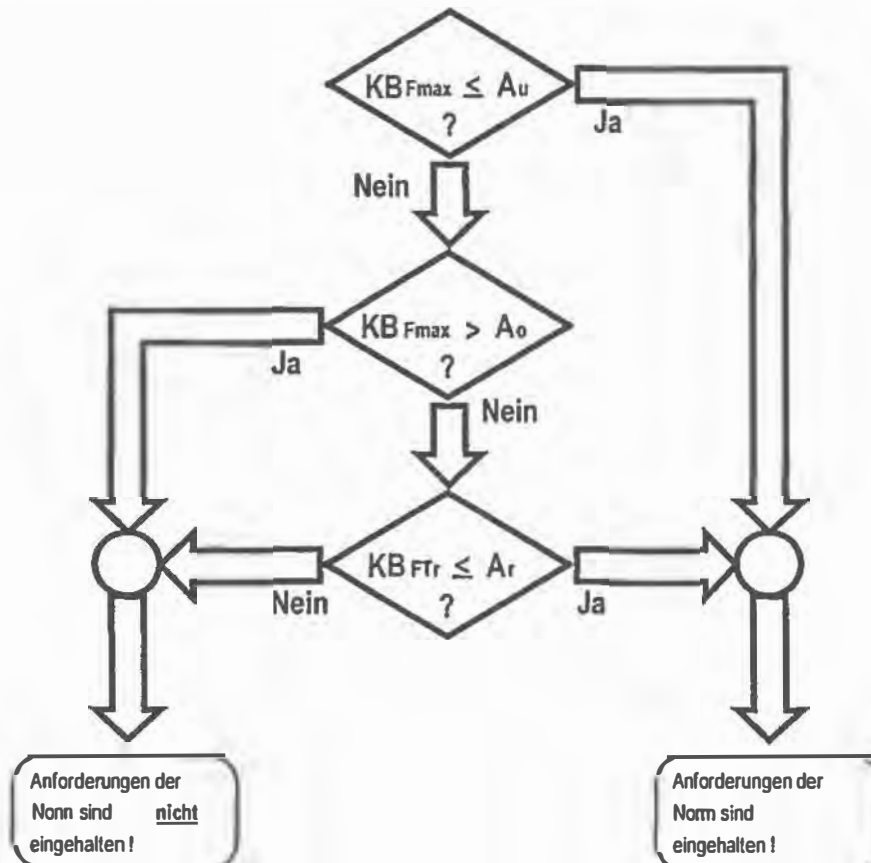 KB Fmax ≤ Au
?
Ja
Nein
KB Fmax > Ao
?
Ja
Nein
KB FTr ≤ Ar
?
Nein
Ja
Anforderungen der
Nonn sind nicht
eingehalten !
Anforderungen der
Norm sind
eingehalten !